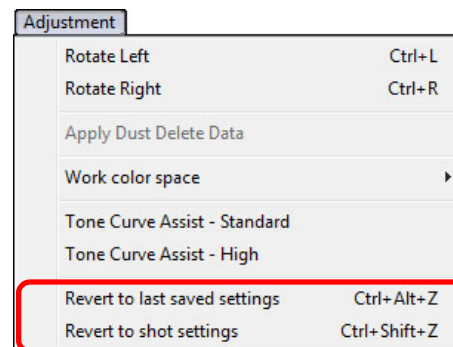 Adjustment
Rotate Left Ctrl+L
Rotate Right Ctrl+R
Apply Dust Delete Data
Work color space
Tone Curve Assist - Standard
Tone Curve Assist - High
Revert to last saved settings Ctrl+Alt+Z
Revert to shot settings Ctrl+Shift+Z